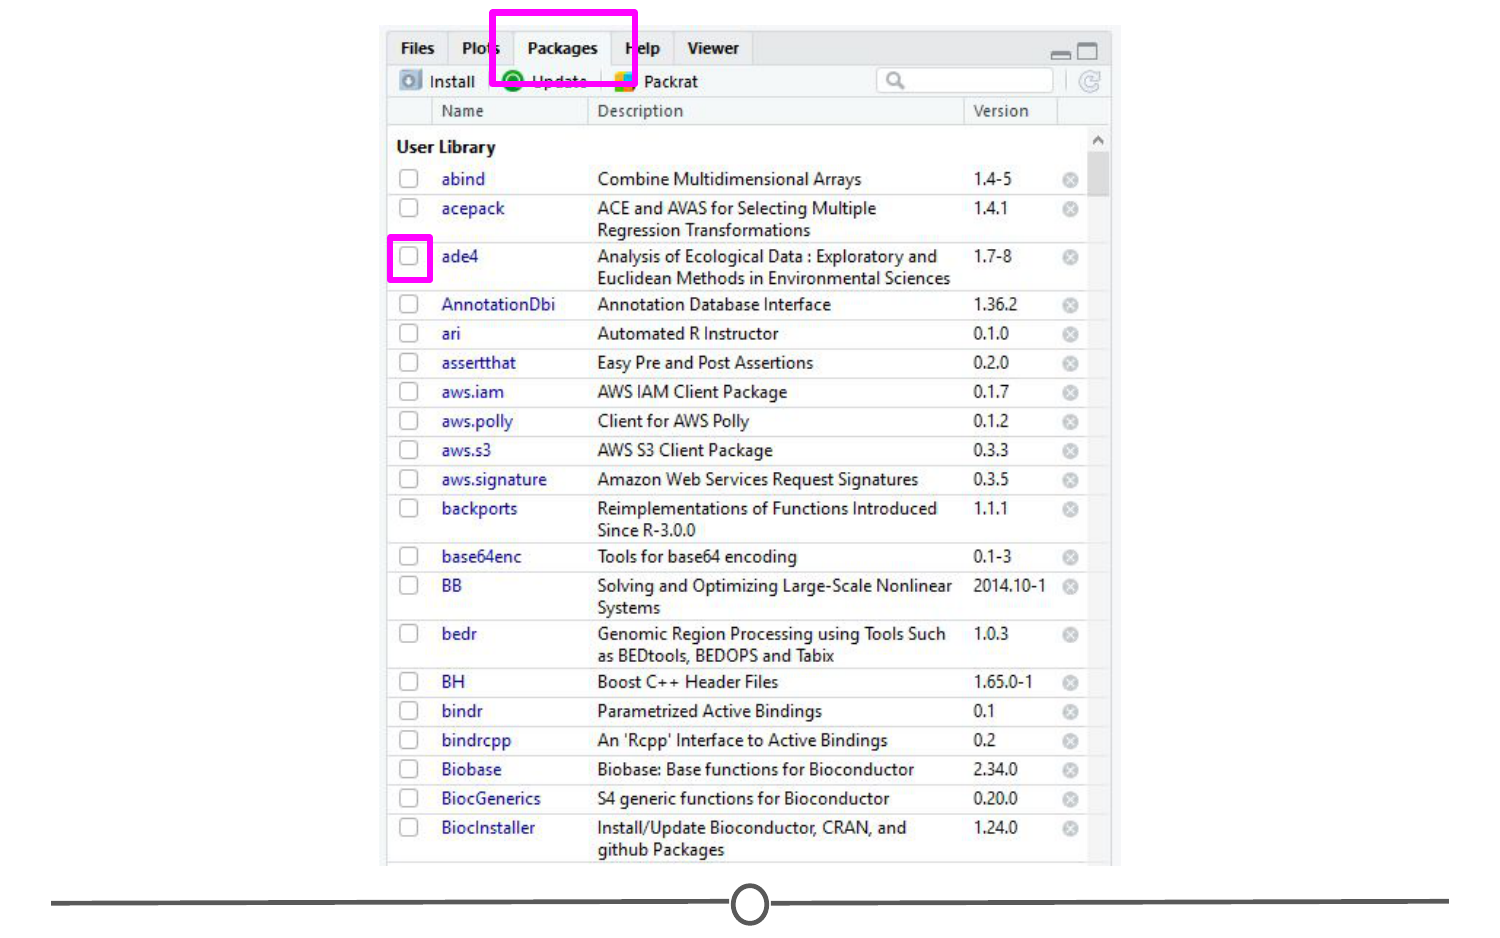 Files Plots Packages Help Viewer
Install Update Packrat
Name Description Version
User Library
abind Combine Multidimensional Arrays 1.4-5
acepack ACE and AVAS for Selecting Multiple 1.4.1
Regression Transformations
ade4 Analysis of Ecological Data : Exploratory and 1.7-8
Euclidean Methods in Environmental Sciences
AnnotationDbi Annotation Database Interface 1.36.2
ari Automated R Instructor 0.1.0
assertthat Easy Pre and Post Assertions 0.2.0
aws.iam AWS IAM Client Package 0.1.7
aws.polly Client for AWS Polly 0.1.2
aws.s3 AWS S3 Client Package 0.3.3
aws.signature Amazon Web Services Request Signatures 0.3.5
backports Reimplementations of Functions Introduced 1.1.1
Since R-3.0.0
base64enc Tools for base64 encoding 0.1-3
BB Solving and Optimizing Large-Scale Nonlinear 2014.10-1
Systems
bedr Genomic Region Processing using Tools Such 1.0.3
as BEDtools, BEDOPS and Tabix
BH Boost C++ Header Files 1.65.0-1
bindr Parametrized Active Bindings 0.1
bindrcpp An 'Rcpp' Interface to Active Bindings 0.2
Biobase Biobase: Base functions for Bioconductor 2.34.0
BiocGenerics S4 generic functions for Bioconductor 0.20.0
BiocInstaller Install/Update Bioconductor, CRAN, and 1.24.0
github Packages